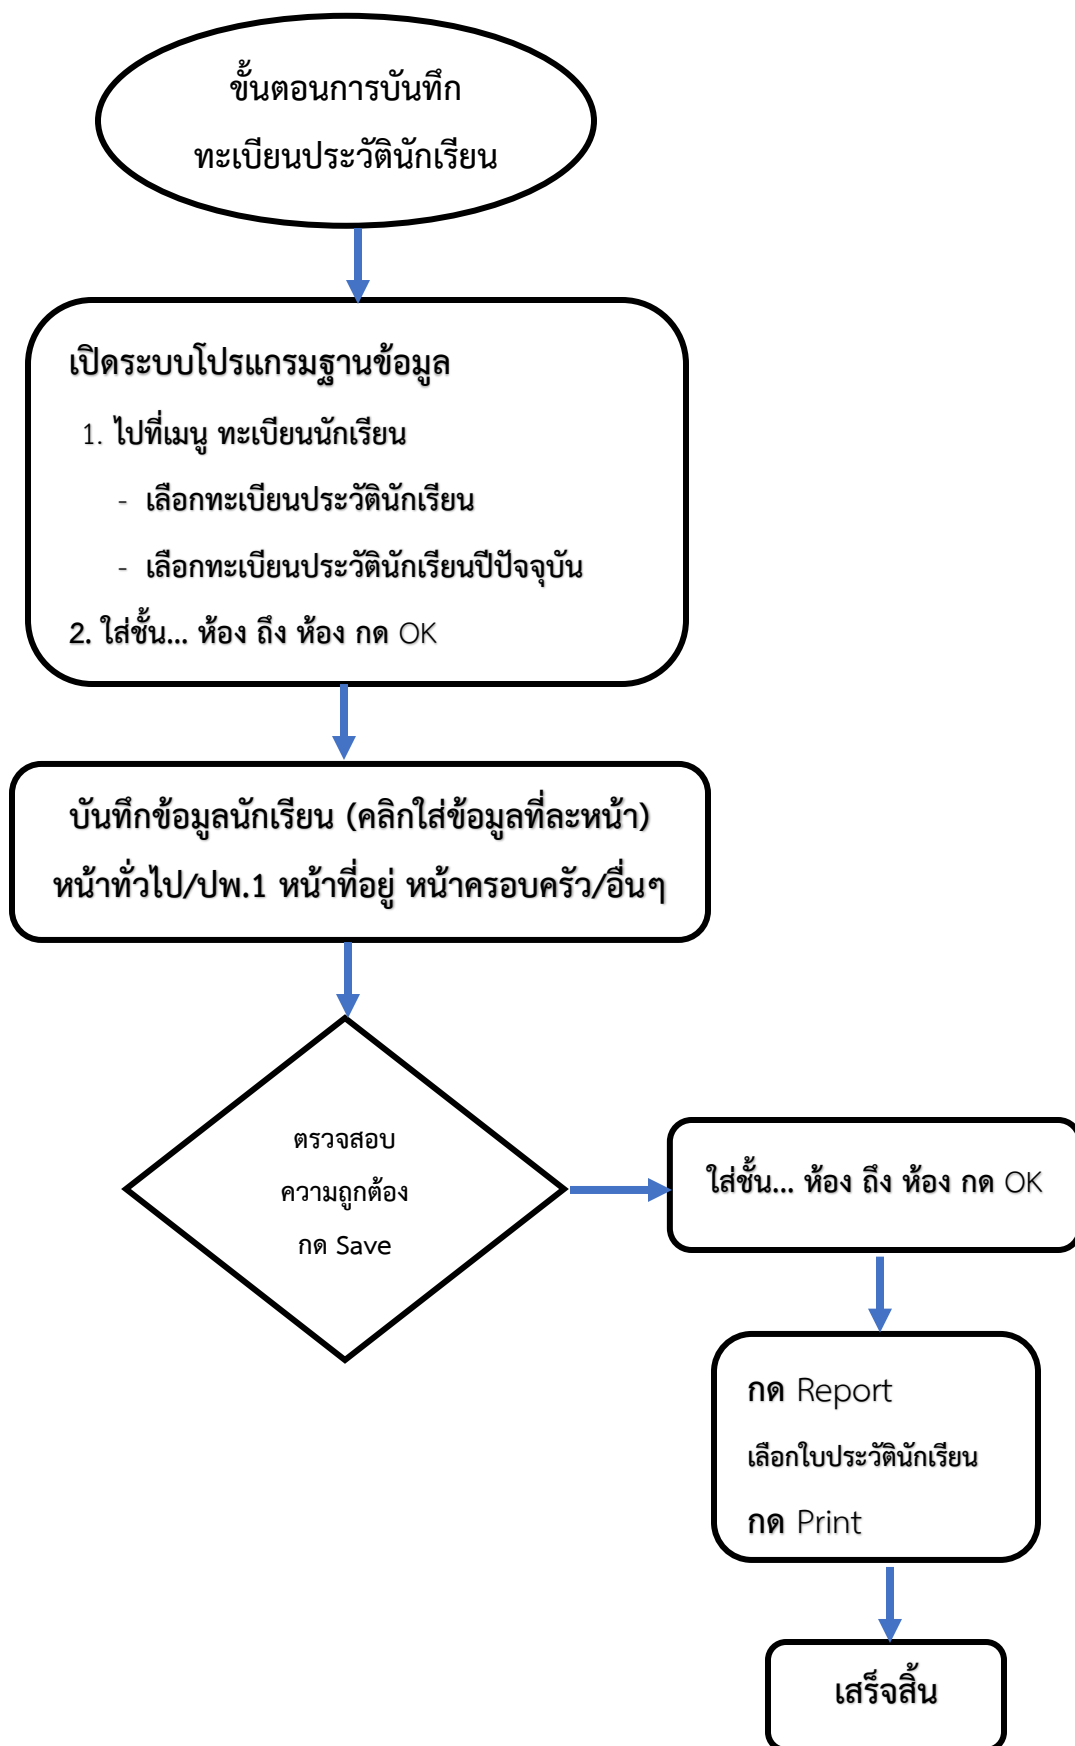 ขั้นตอนการบันทึก
ทะเบียนประวัตินักเรียน
เปิดระบบโปรแกรมฐานข้อมูล
1. ไปที่เมนู ทะเบียนนักเรียน
- เลือกทะเบียนประวัตินักเรียน
- เลือกทะเบียนประวัตินักเรียนปีปัจจุบัน
2. ใส่ชั้น... ห้อง ถึง ห้อง กด OK
บันทึกข้อมูลนักเรียน (คลิกใส่ข้อมูลที่ละหน้า)
หน้าทั่วไป/ปพ.1 หน้าที่อยู่ หน้าครอบครัว/อื่นๆ
ตรวจสอบ
ความถูกต้อง
กด Save
ใส่ชั้น... ห้อง ถึง ห้อง กด OK
กด Report
เลือกใบประวัตินักเรียน
กด Print
เสร็จสิ้น